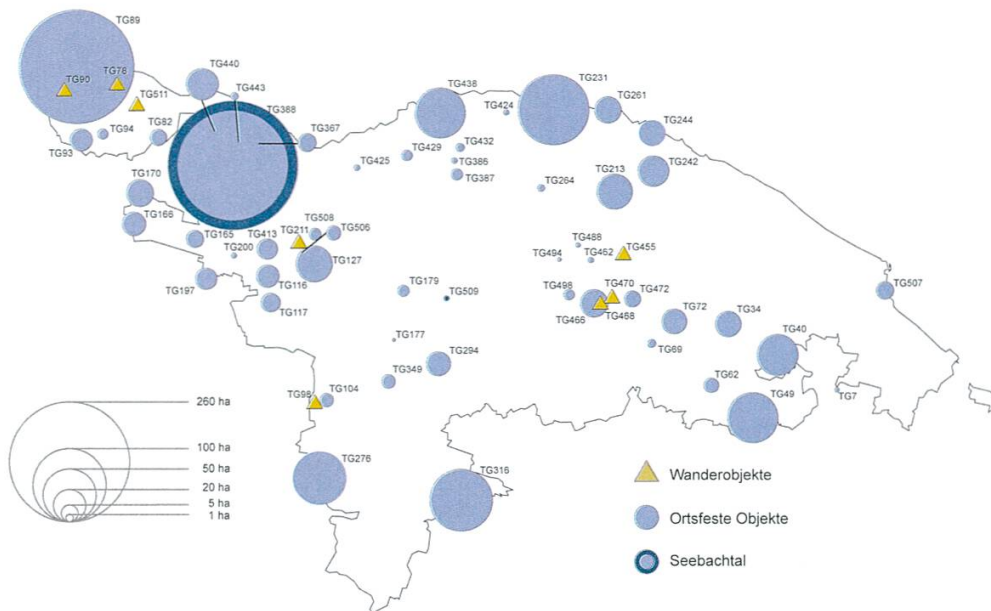 TG89
TG440
TG78
TG90
TG443
TG511
TG388
TG438
TG231
TG424
TG261
TG94
TG82
TG93
TG367
TG244
TG432
TG429
TG386
TG425
TG387
TG242
TG170
TG264
TG213
TG166
TG165
TG413
TG211
TG508
TG506
TG200
TG127
TG488
TG494
TG462
TG455
TG197
TG116
TG179
TG509
TG498
TG470
TG472
TG507
TG117
TG466
TG468
TG72
TG34
TG177
TG69
TG40
TG294
TG349
TG98
TG104
TG62
TG7
TG49
260 ha
100 ha
50 ha
20 ha
5 ha
1 ha
TG276
TG316
Wanderobjekte
Ortsfeste Objekte
Seebachtal